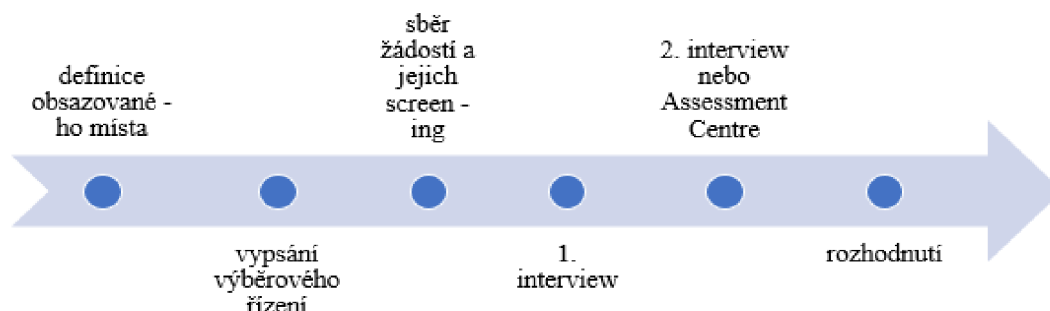 definice
obsazované -
ho místa
vypsání
výběrového
řízení
sběr
žádostí a
jejich
screen -
ing
1.
interview
2. interview
nebo
Assessment
Centre
rozhodnutí